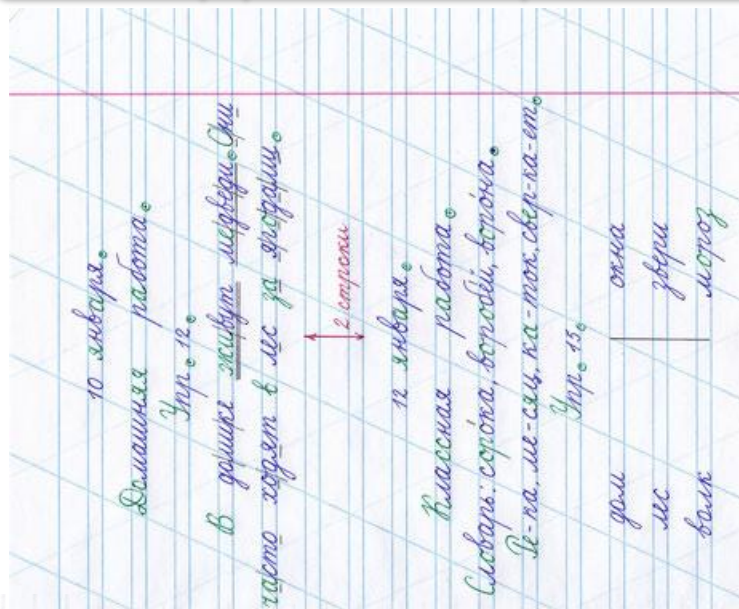 10 января.
Домашняя работа.
Упр. 12.
В домике живут медведи. Они
часто ходят в лес за ягодами.
2 строки
12 января.
Классная работа.
Словарь: сорока, воробей, ворона.
Ре-ка, ме-сяц, ка-ток, свер-ка-ет.
Упр. 15.
дом окна
лес звери
волк мороз